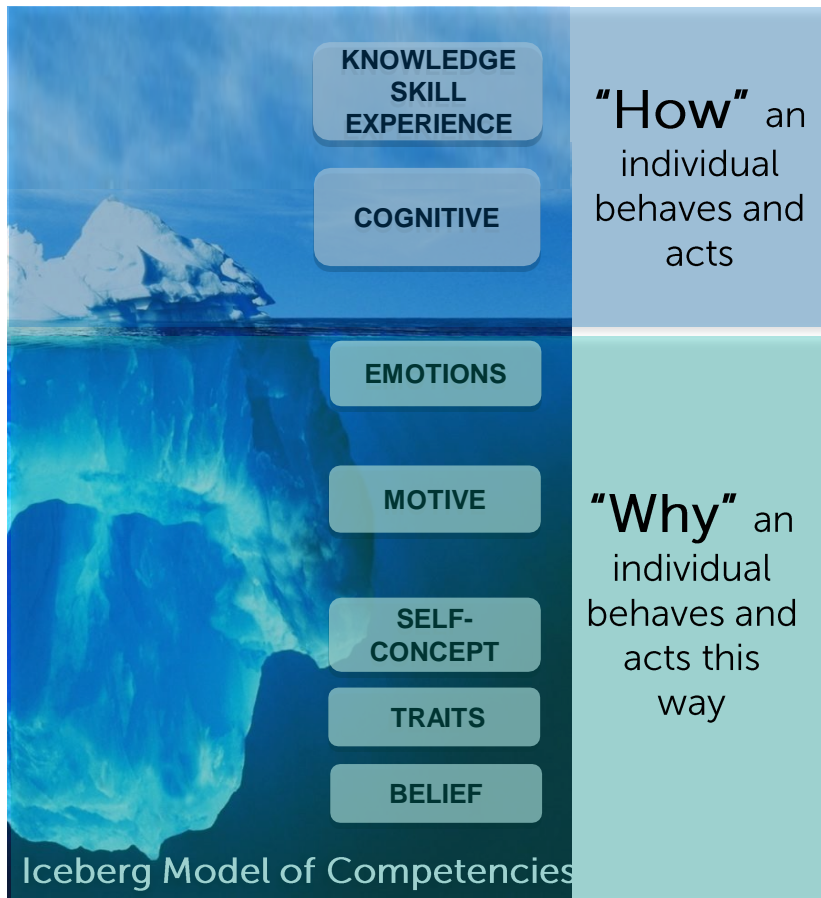 KNOWLEDGE
SKILL
EXPERIENCE
COGNITIVE
“How” an
individual
behaves and
acts
EMOTIONS
MOTIVE
SELF-
CONCEPT
TRAITS
BELIEF
“Why” an
individual
behaves and
acts this
way
Iceberg Model of Competencies